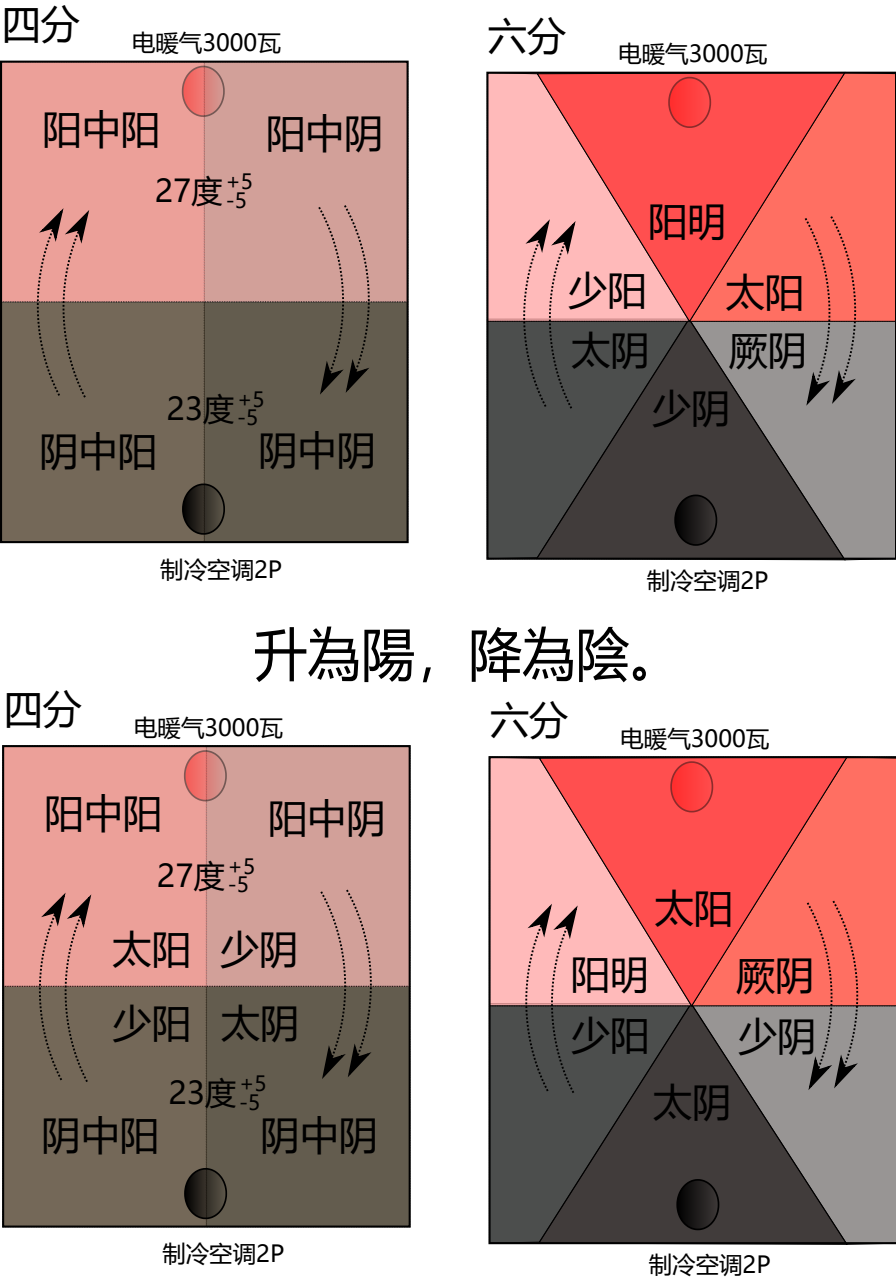 四分
电暖气3000瓦
阳中阳
阳中阴
27度+5-5
23度+5-5
阴中阳
阴中阴
制冷空调2P
六分
电暖气3000瓦
阳明
少阳
太阳
太阴
厥阴
少阴
制冷空调2P
升為陽，降為陰。
四分
电暖气3000瓦
阳中阳
阳中阴
27度+5-5
太阳 少阴
少阳 太阴
23度+5-5
阴中阳
阴中阴
制冷空调2P
六分
电暖气3000瓦
太阳
阳明
厥阴
少阳
少阴
太阴
制冷空调2P